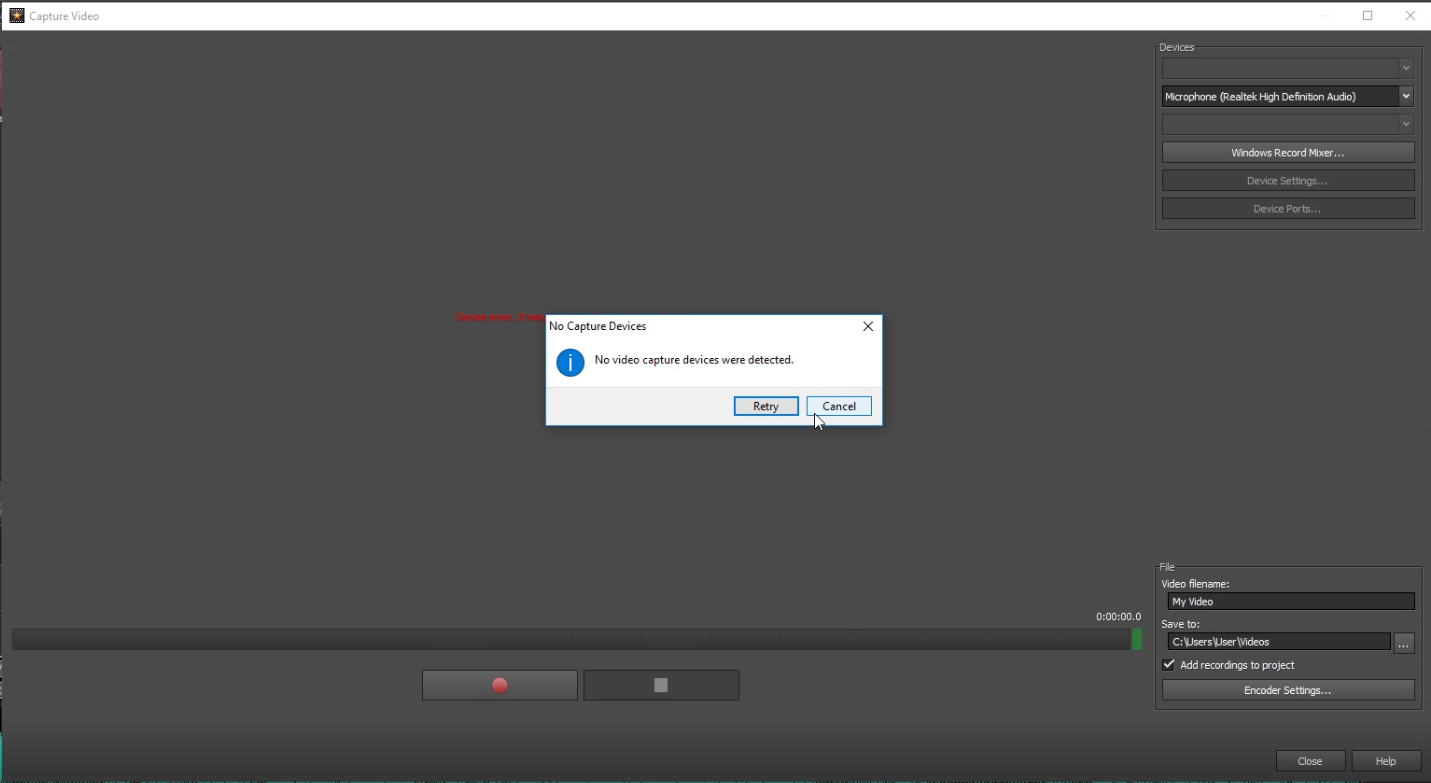 Capture Video
Devices
Microphone (Realtek High Definition Audio)
Windows Record Mixer...
Device Settings...
Device Ports...
Device error.
No Capture Devices
No video capture devices were detected.
Retry
Cancel
0:00:00.0
File
Video filename:
My Video
Save to:
C:\Users\User\Videos
...
Add recordings to project
Encoder Settings...
Close
Help